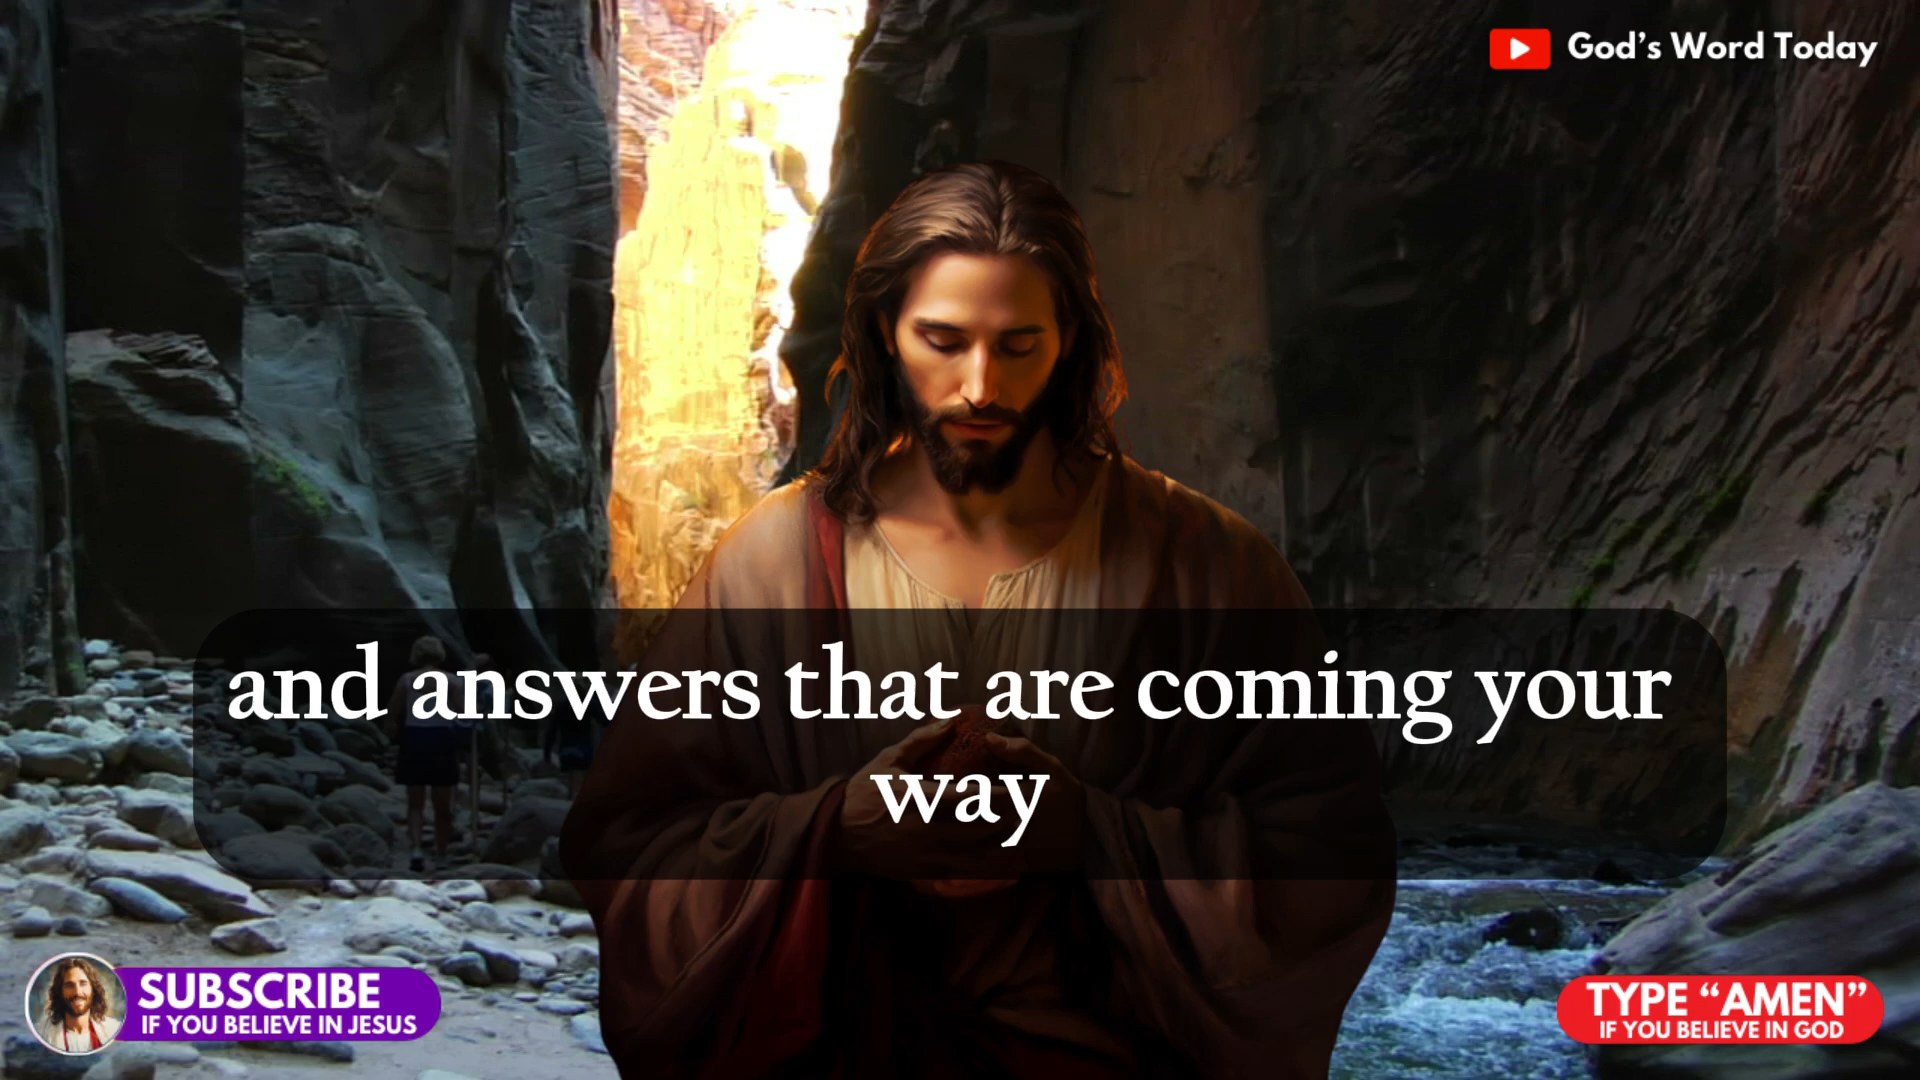 God’s Word Today
and answers that are coming your
way
SUBSCRIBE
IF YOU BELIEVE IN JESUS
TYPE “AMEN”
IF YOU BELIEVE IN GOD